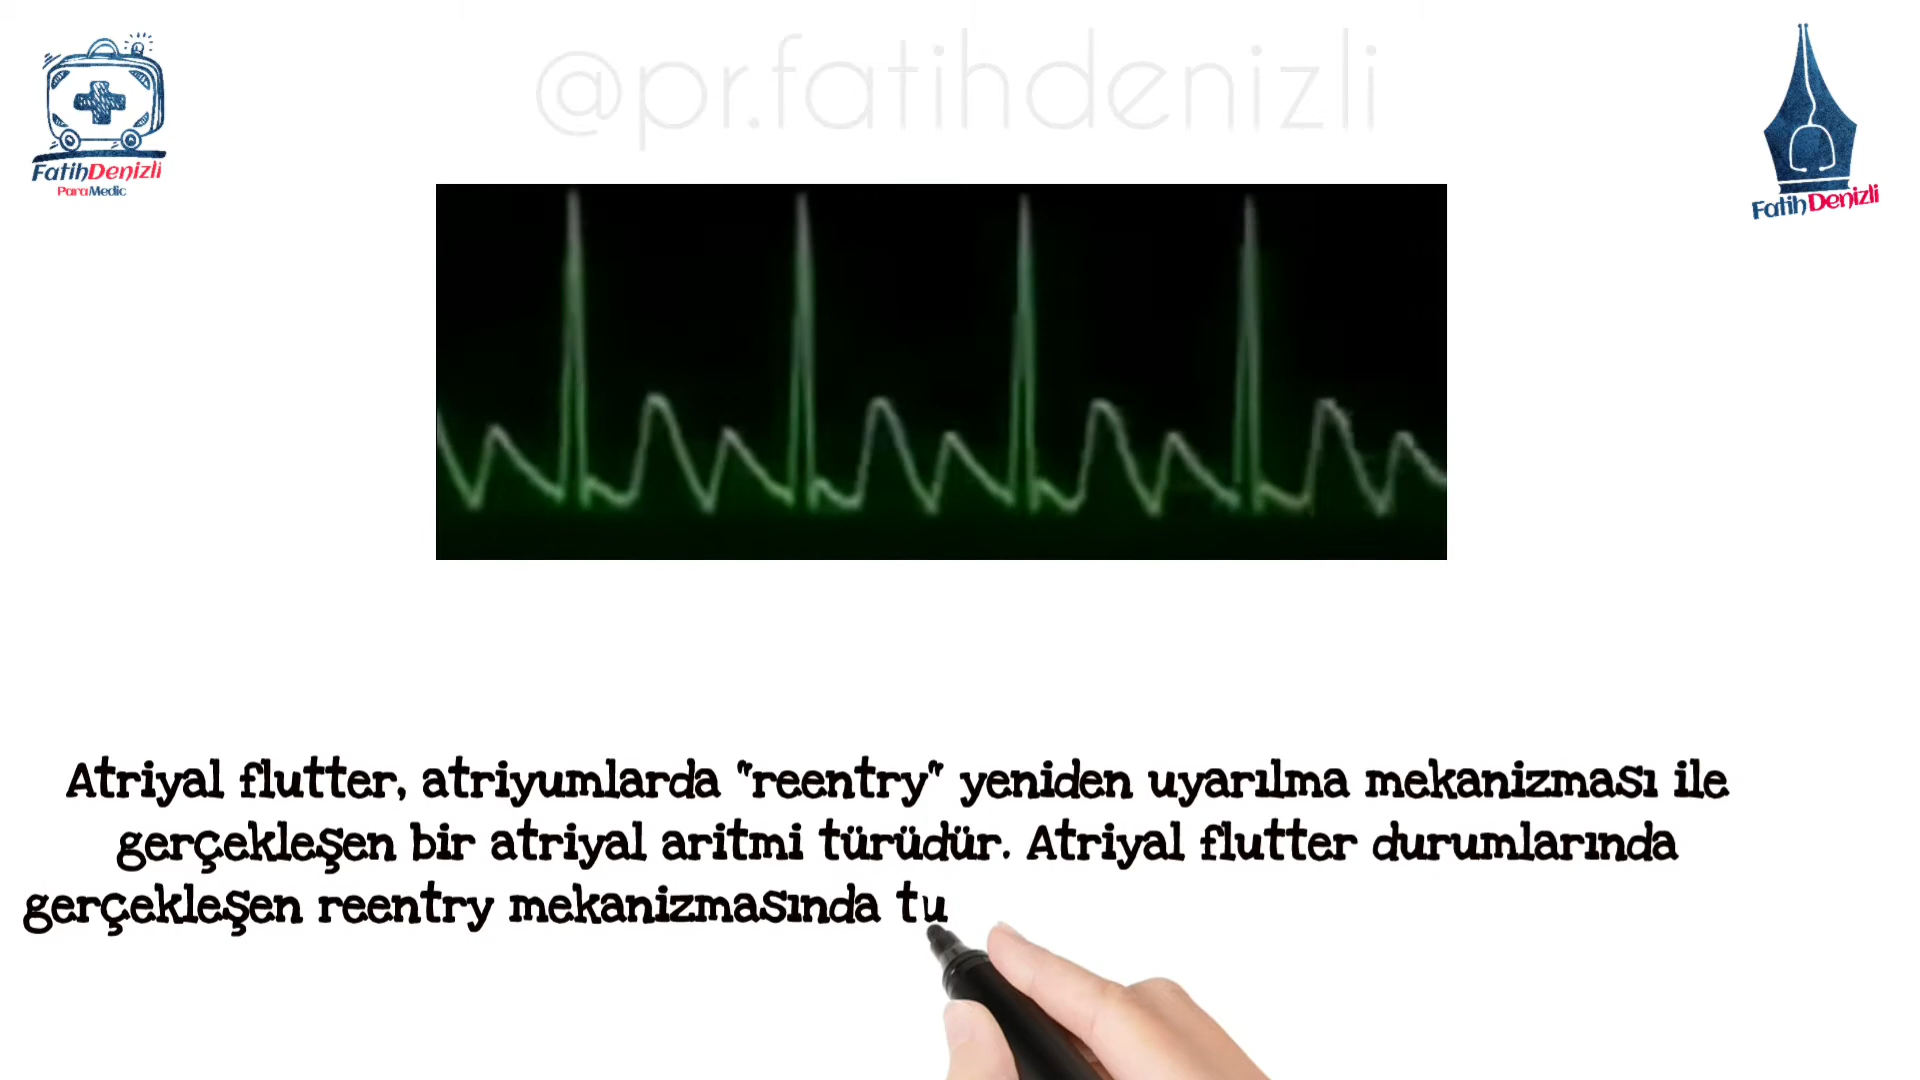 @pr.fatihdenizli
FatihDenizli
ParaMedic
FatihDenizli
Atriyal flutter, atriyumlarda "reentry" yeniden uyarılma mekanizması ile
gerçekleşen bir atriyal aritmi türüdür. Atriyal flutter durumlarında
gerçekleşen reentry mekanizmasında tu